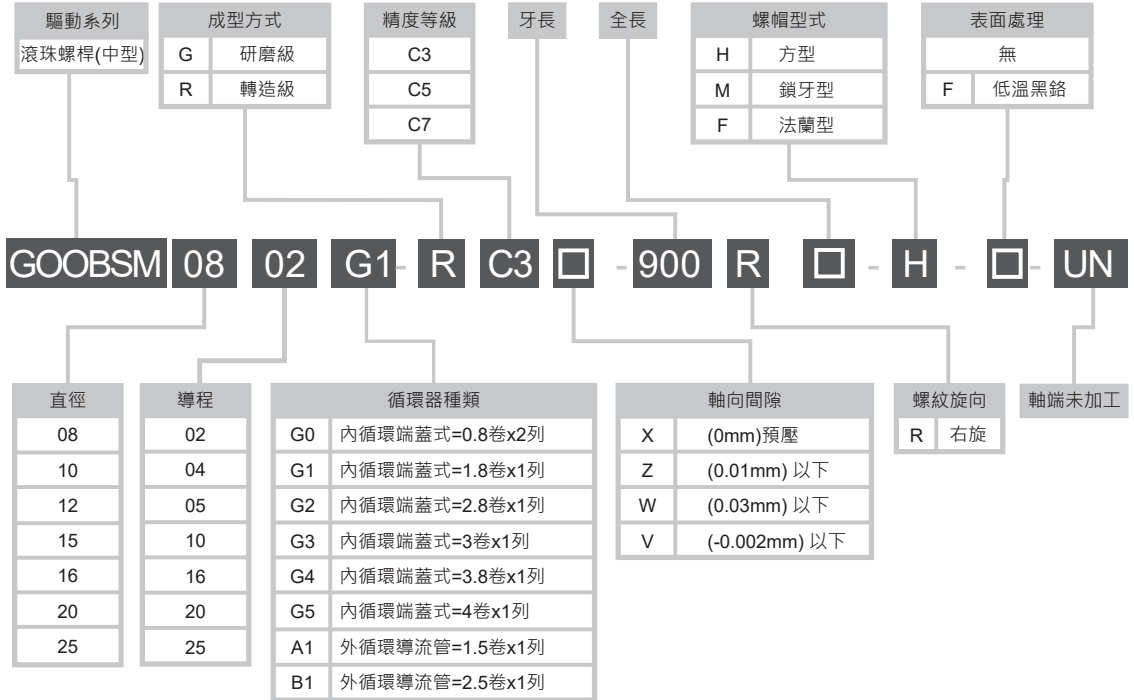 驅動系列
滾珠螺桿(中型)
成型方式
G 研磨級
R 轉造級
精度等級
C3
C5
C7
牙長
全長
螺帽型式
H 方型
M 鎖牙型
F 法蘭型
表面處理
無
F 低溫黑鉻
GOOBSM 08 02 G1 - R C3 □ - 900 R □ - H - □ - UN
直徑
08
10
12
15
16
20
25
導程
02
04
05
10
16
20
25
循環器種類
G0 內循環端蓋式=0.8卷x2列
G1 內循環端蓋式=1.8卷x1列
G2 內循環端蓋式=2.8卷x1列
G3 內循環端蓋式=3卷x1列
G4 內循環端蓋式=3.8卷x1列
G5 內循環端蓋式=4卷x1列
A1 外循環導流管=1.5卷x1列
B1 外循環導流管=2.5卷x1列
軸向間隙
X (0mm)預壓
Z (0.01mm) 以下
W (0.03mm) 以下
V (-0.002mm) 以下
螺紋旋向
R 右旋
軸端未加工